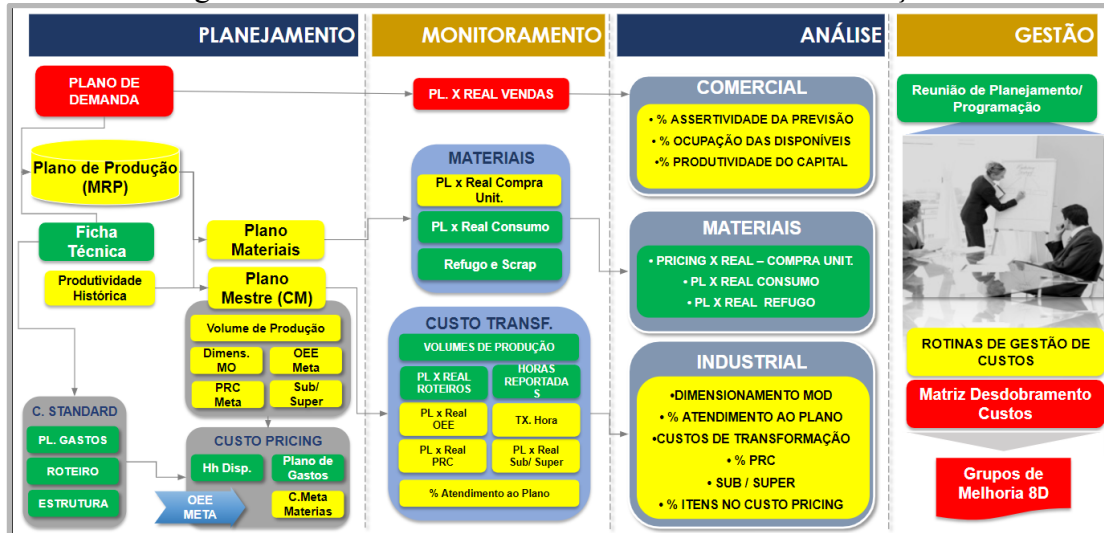 PLANEJAMENTO
MONITORAMENTO
ANÁLISE
GESTÃO
PLANO DE
DEMANDA
Plano de Produção
(MRP)
Ficha
Técnica
Produtividade
Histórica
Plano
Materiais
Plano
Mestre (CM)
Volume de Produção
Dimens.
MO
OEE
Meta
PRC
Meta
Sub/
Super
C. STANDARD
PL. GASTOS
ROTEIRO
ESTRUTURA
CUSTO PRICING
Hh Disp.
Plano de
Gastos
OEE
META
C.Meta
Materias
PL. X REAL VENDAS
MATERIAIS
PL x Real Compra
Unit.
PL x Real Consumo
Refugo e Scrap
CUSTO TRANSF.
VOLUMES DE PRODUÇÃO
PL X REAL
ROTEIROS
HORAS
REPORTADA
S
PL x Real
OEE
TX. Hora
PL x Real
PRC
PL x Real
Sub/ Super
% Atendimento ao Plano
COMERCIAL
• % ASSERTIVIDADE DA PREVISÃO
• % OCUPAÇÃO DAS DISPONÍVEIS
•% PRODUTIVIDADE DO CAPITAL
MATERIAIS
• PRICING X REAL – COMPRA UNIT.
• PL X REAL CONSUMO
• PL X REAL REFUGO
INDUSTRIAL
•DIMENSIONAMENTO MOD
• % ATENDIMENTO AO PLANO
•CUSTOS DE TRANSFORMAÇÃO
• % PRC
• SUB / SUPER
• % ITENS NO CUSTO PRICING
Reunião de Planejamento/
Programação
ROTINAS DE GESTÃO DE
CUSTOS
Matriz Desdobramento
Custos
Grupos de
Melhoria 8D